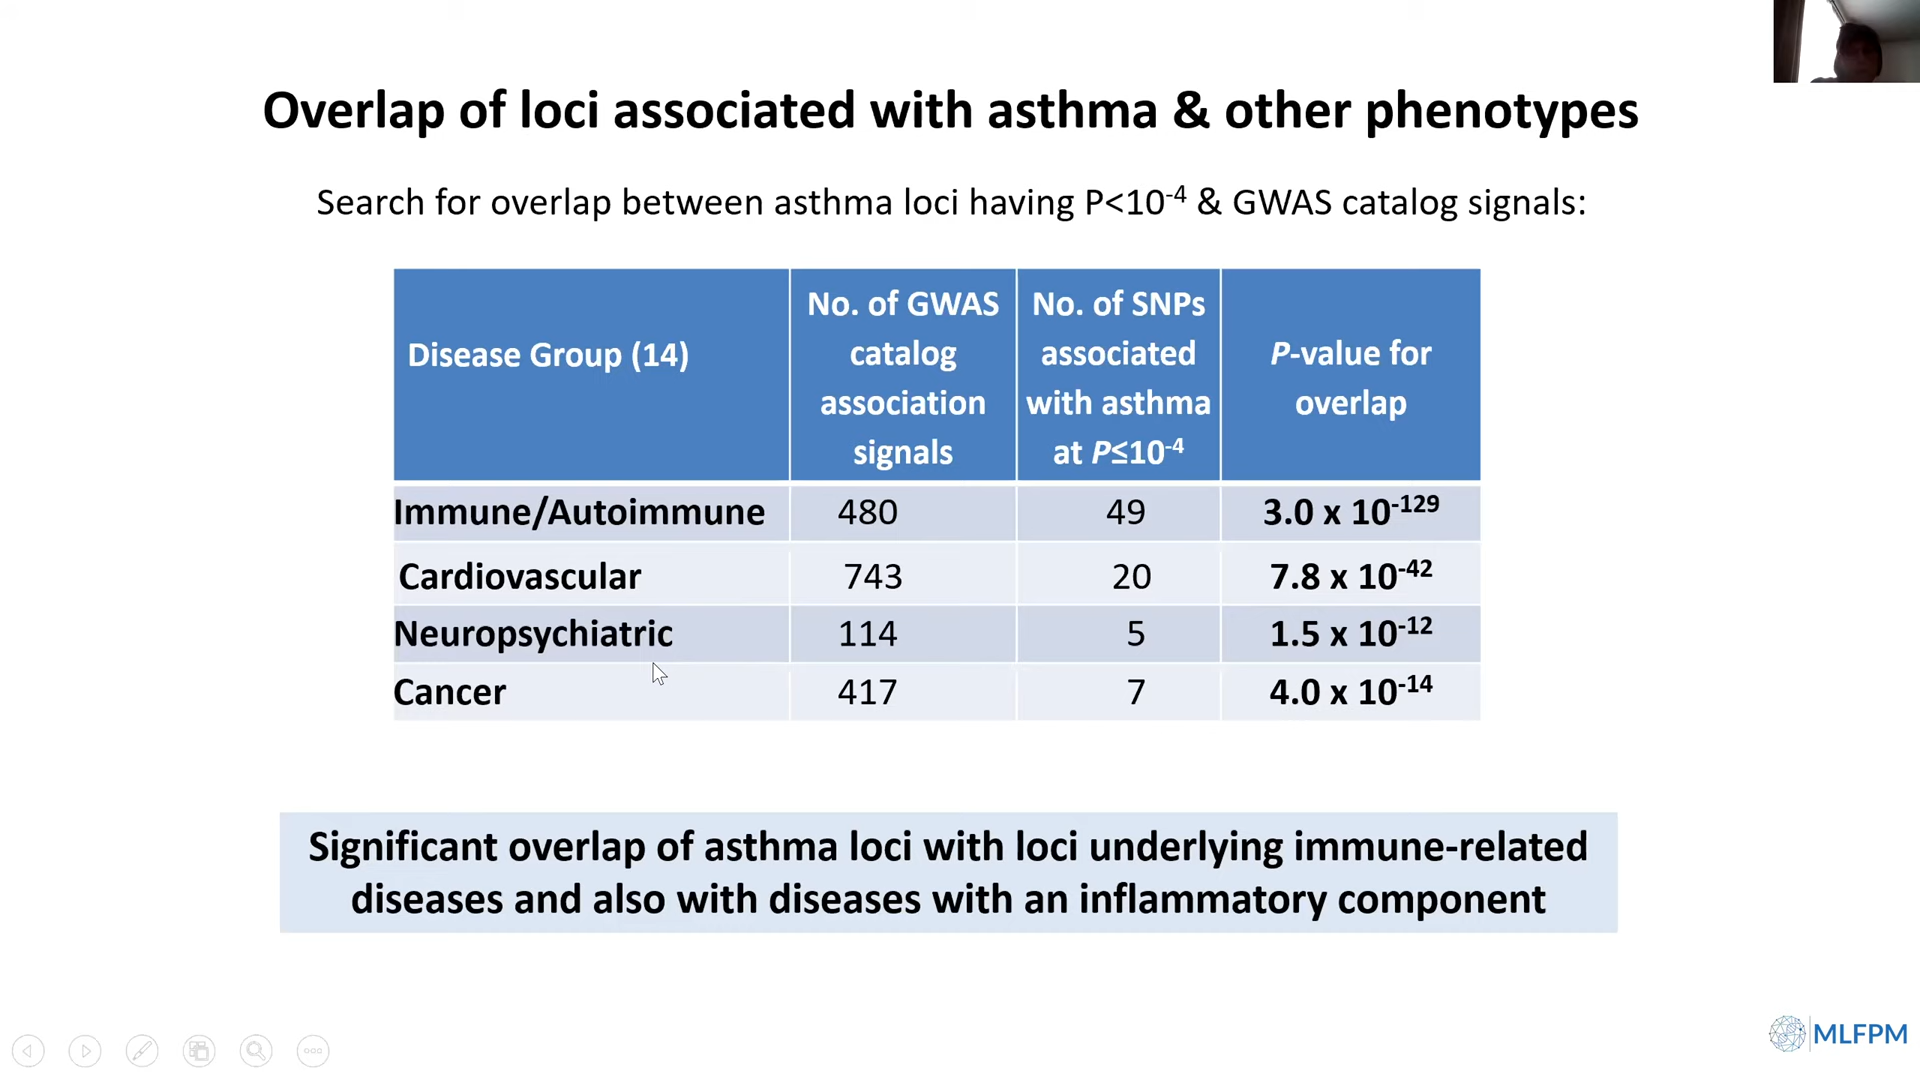 Overlap of loci associated with asthma & other phenotypes
Search for overlap between asthma loci having P<10⁻⁴ & GWAS catalog signals:
Disease Group (14)
No. of GWAS
catalog
association
signals
No. of SNPs
associated
with asthma
at P≤10⁻⁴
P-value for
overlap
Immune/Autoimmune 480 49 3.0 x 10⁻¹²⁹
Cardiovascular 743 20 7.8 x 10⁻⁴²
Neuropsychiatric 114 5 1.5 x 10⁻¹²
Cancer 417 7 4.0 x 10⁻¹⁴
Significant overlap of asthma loci with loci underlying immune-related
diseases and also with diseases with an inflammatory component
MLFPM